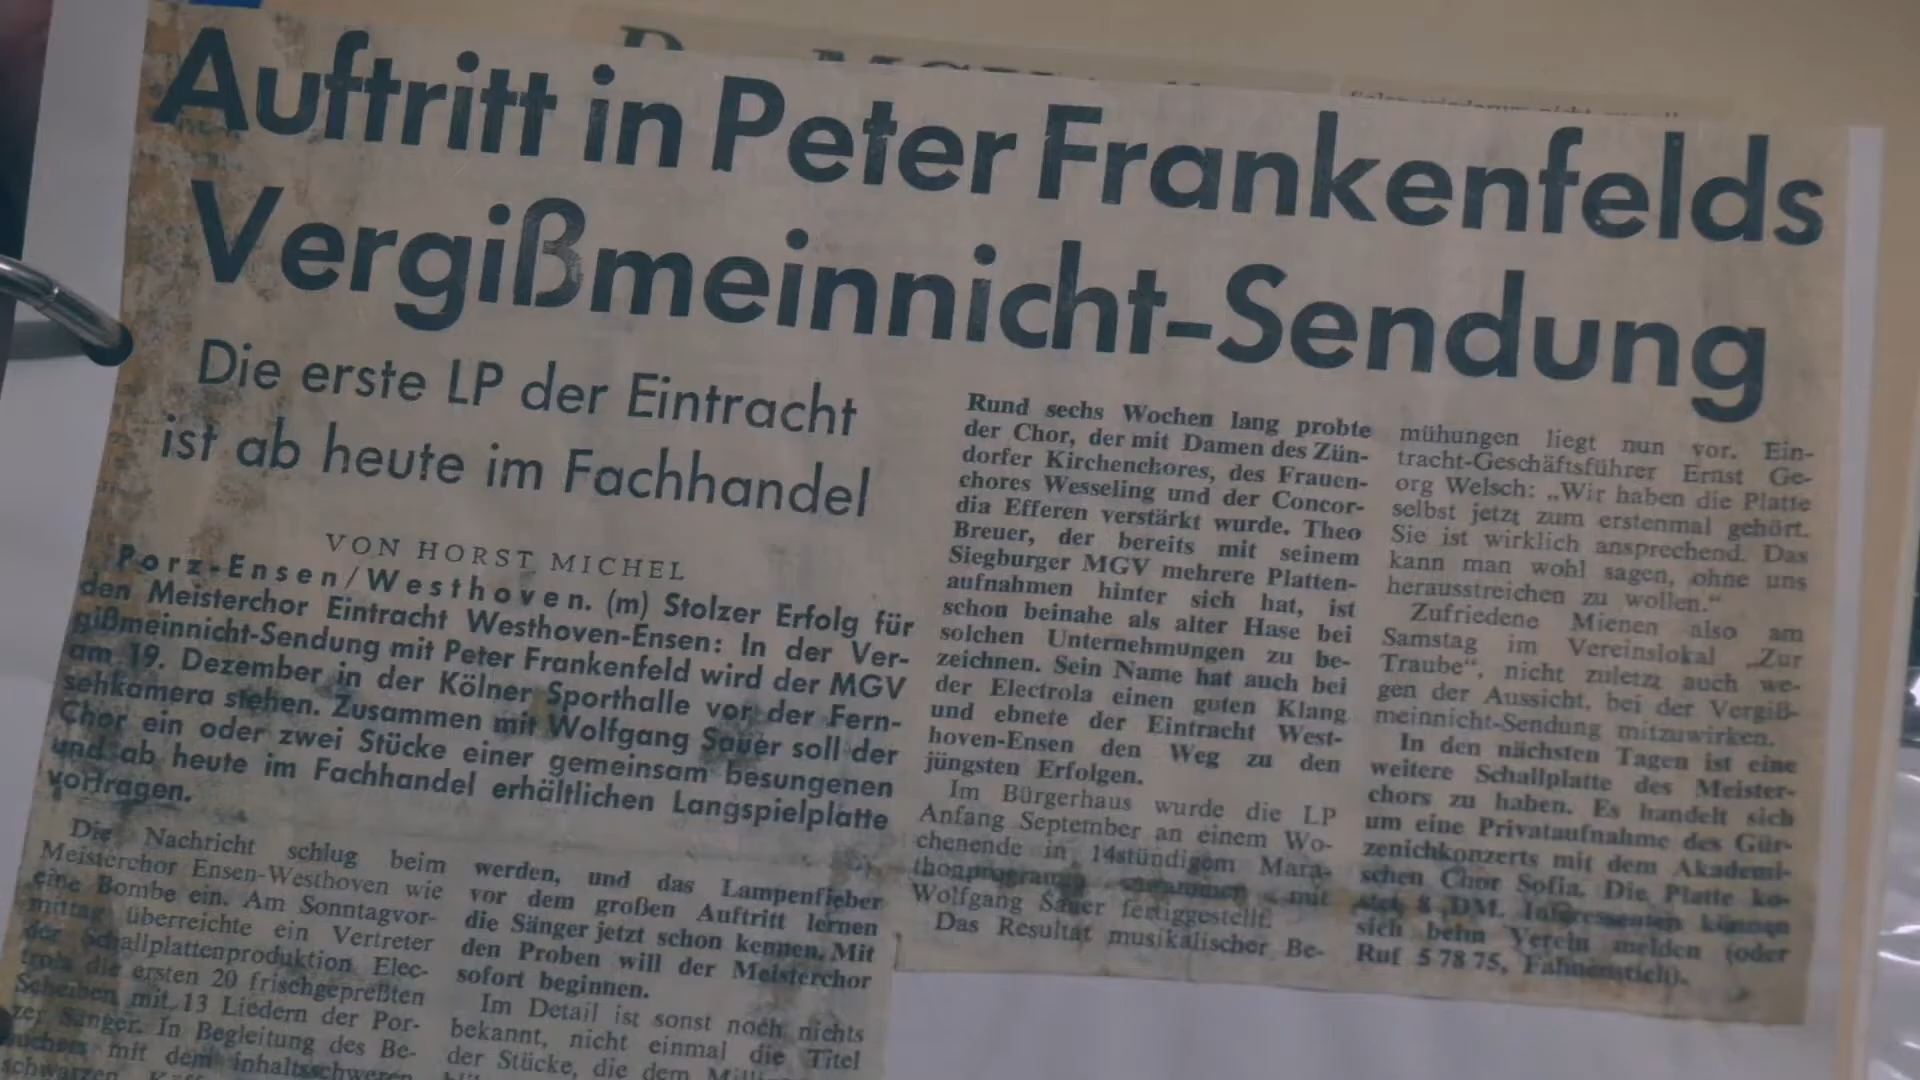 Auftritt in Peter Frankenfelds
Vergißmeinnicht-Sendung
Die erste LP der Eintracht
ist ab heute im Fachhandel
VON HORST MICHEL
Porz-Ensen/Westhoven. (m) Stolzer Erfolg für
den Meisterchor Eintracht Westhoven-Ensen: In der Ver-
gißmeinnicht-Sendung mit Peter Frankenfeld wird der MGV
am 19. Dezember in der Kölner Sporthalle vor der Fern-
sehkamera stehen. Zusammen mit Wolfgang Sauer soll der
Chor ein oder zwei Stücke einer gemeinsam besungenen
und ab heute im Fachhandel erhältlichen Langspielplatte
vortragen.
Die Nachricht schlug beim
Meisterchor Ensen-Westhoven wie
eine Bombe ein. Am Sonntagvor-
mittag überreichte ein Vertreter
der Schallplattenproduktion Elec-
trola die ersten 20 frischgepreßten
Scheiben mit 13 Liedern der Por-
zer Sänger. In Begleitung des Be-
suchers mit dem inhaltsschweren
schwarzen
werden, und das Lampenfieber
vor dem großen Auftritt lernen
die Sänger jetzt schon kennen. Mit
den Proben will der Meisterchor
sofort beginnen.
Im Detail ist sonst noch nichts
bekannt, nicht einmal die Titel
der Stücke, die dem
Rund sechs Wochen lang probte
der Chor, der mit Damen des Zün-
dorfer Kirchenchores, des Frauen-
chores Wesseling und der Concor-
dia Efferen verstärkt wurde. Theo
Breuer, der bereits mit seinem
Siegburger MGV mehrere Platten-
aufnahmen hinter sich hat, ist
schon beinahe als alter Hase bei
solchen Unternehmungen zu be-
zeichnen. Sein Name hat auch bei
der Electrola einen guten Klang
und ebnete der Eintracht West-
hoven-Ensen den Weg zu den
jüngsten Erfolgen.
Im Bürgerhaus wurde die LP
Anfang September an einem Wo-
chenende in 14stündigem Mara-
thonprogramm zusammen mit
Wolfgang Sauer fertiggestellt.
Das Resultat musikalischer Be-
mühungen liegt nun vor. Ein-
tracht-Geschäftsführer Ernst Ge-
org Welsch: „Wir haben die Platte
selbst jetzt zum erstenmal gehört.
Sie ist wirklich ansprechend. Das
kann man wohl sagen, ohne uns
herausstreichen zu wollen.“
Zufriedene Mienen also am
Samstag im Vereinslokal „Zur
Traube“, nicht zuletzt auch we-
gen der Aussicht, bei der Vergiß-
meinnicht-Sendung mitzuwirken.
In den nächsten Tagen ist eine
weitere Schallplatte des Meister-
chors zu haben. Es handelt sich
um eine Privataufnahme des Gür-
zenichkonzerts mit dem Akademi-
schen Chor Sofia. Die Platte ko-
stet 8 DM. Interessenten können
sich beim Verein melden (oder
Ruf 5 78 75, Fahnenstich).